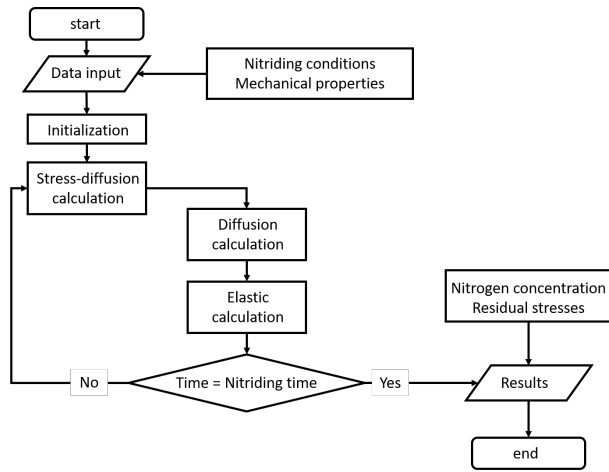 start
Data input
Nitriding conditions
Mechanical properties
Initialization
Stress-diffusion
calculation
Diffusion
calculation
Elastic
calculation
Nitrogen concentration
Residual stresses
No
Time = Nitriding time
Yes
Results
end